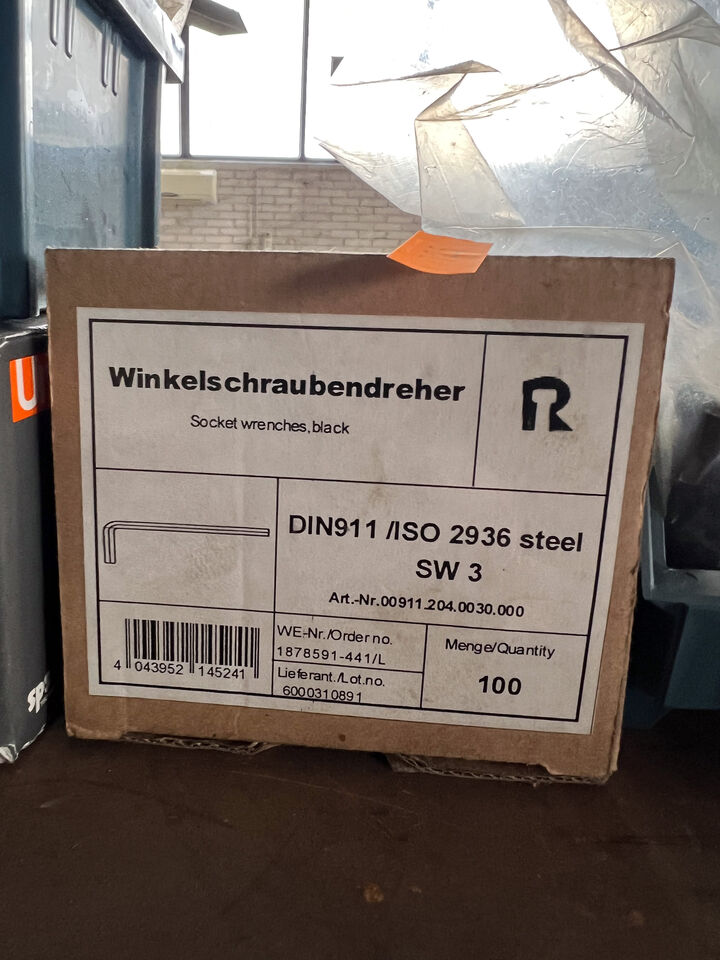 Winkelschraubendreher
Socket wrenches, black
R
DIN911 /ISO 2936 steel
SW 3
Art.-Nr.00911.204.0030.000
4 043952 145241
WE-Nr./Order no.
1878591-441/L
Lieferant./Lot.no.
6000310891
Menge/Quantity
100
U